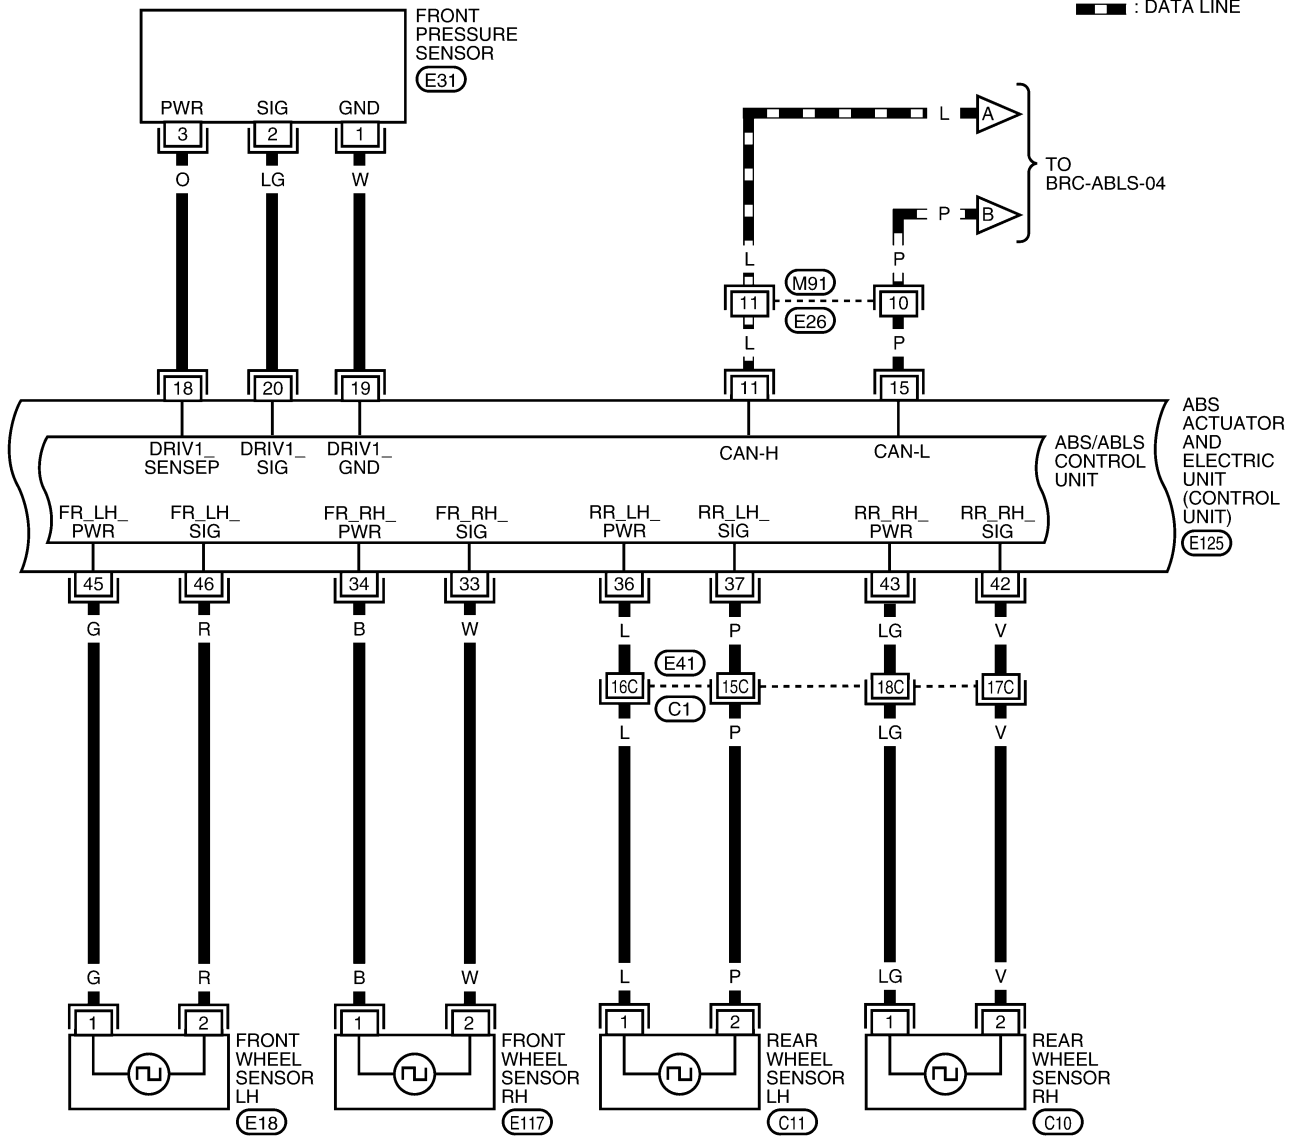 : DATA LINE
FRONT
PRESSURE
SENSOR
E31
PWR SIG GND
3 2 1
O LG W
L A
TO
BRC-ABLS-04
P B
L P
M91
11 10
E26
L P
18 20 19 11 15
DRIV1_ DRIV1_ DRIV1_
SENSEP SIG GND
CAN-H CAN-L
ABS/ABLS
CONTROL
UNIT
ABS
ACTUATOR
AND
ELECTRIC
UNIT
(CONTROL
UNIT)
E125
FR_LH_ FR_LH_ FR_RH_ FR_RH_ RR_LH_ RR_LH_ RR_RH_ RR_RH_
PWR SIG PWR SIG PWR SIG PWR SIG
45 46 34 33 36 37 43 42
G R B W L P LG V
E41
16C 15C 18C 17C
C1
L P LG V
G R B W L P LG V
1 2 1 2 1 2 1 2
FRONT
WHEEL
SENSOR
LH
E18
FRONT
WHEEL
SENSOR
RH
E117
REAR
WHEEL
SENSOR
LH
C11
REAR
WHEEL
SENSOR
RH
C10